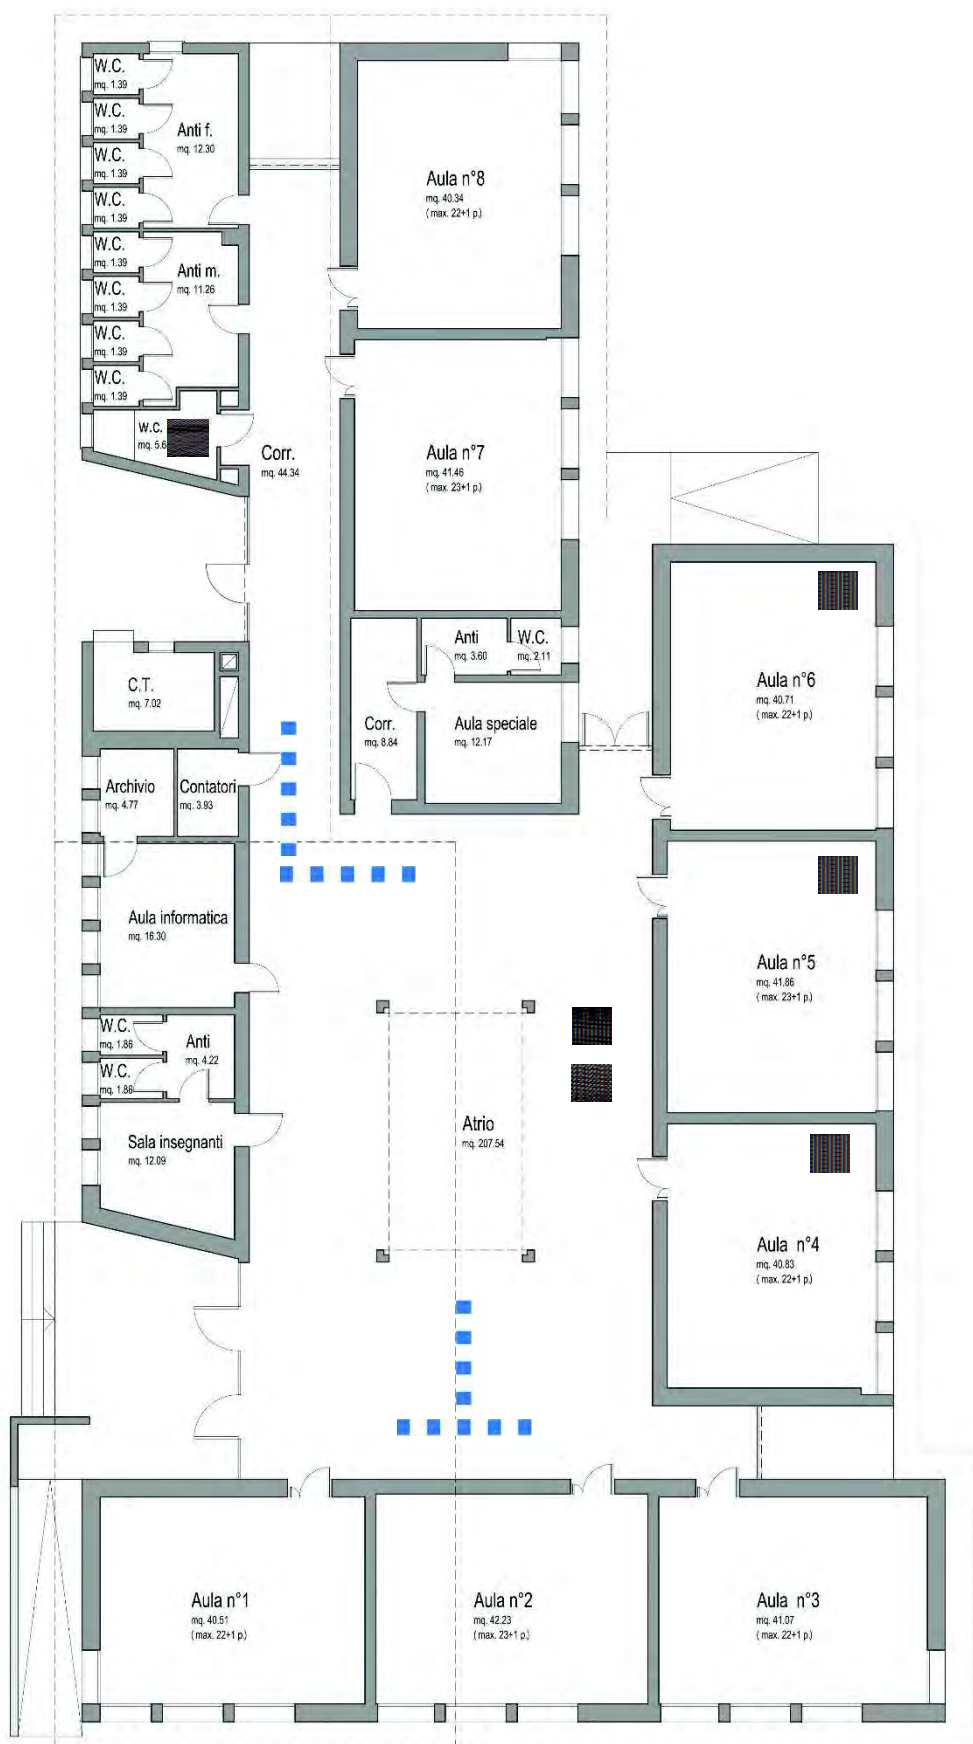 W.C.
mq. 1.39
W.C.
mq. 1.39
W.C.
mq. 1.39
W.C.
mq. 1.39
Anti f.
mq. 12.30
W.C.
mq. 1.39
W.C.
mq. 1.39
W.C.
mq. 1.39
W.C.
mq. 1.39
Anti m.
mq. 11.26
W.C.
mq. 5.6
Corr.
mq. 44.34
Aula n°8
mq. 40.34
( max. 22+1 p.)
Aula n°7
mq. 41.46
( max. 23+1 p.)
Anti
mq. 3.60
W.C.
mq. 2.11
Corr.
mq. 8.84
Aula speciale
mq. 12.17
C.T.
mq. 7.02
Archivio
mq. 4.77
Contatori
mq. 3.93
Aula informatica
mq. 16.30
W.C.
mq. 1.86
W.C.
mq. 1.86
Anti
mq. 4.22
Sala insegnanti
mq. 12.09
Atrio
mq. 207.54
Aula n°6
mq. 40.71
( max. 22+1 p.)
Aula n°5
mq. 41.86
( max. 23+1 p.)
Aula n°4
mq. 40.83
( max. 22+1 p.)
Aula n°1
mq. 40.51
( max. 22+1 p.)
Aula n°2
mq. 42.23
( max. 23+1 p.)
Aula n°3
mq. 41.07
( max. 22+1 p.)